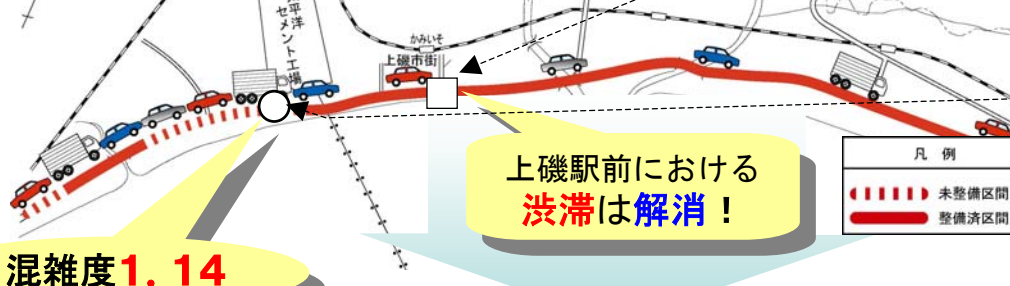 平洋
セメント工場
かみいそ
上磯市街
上磯駅前における
渋滞は解消！
凡 例
未整備区間
整備済区間
混雑度1.14